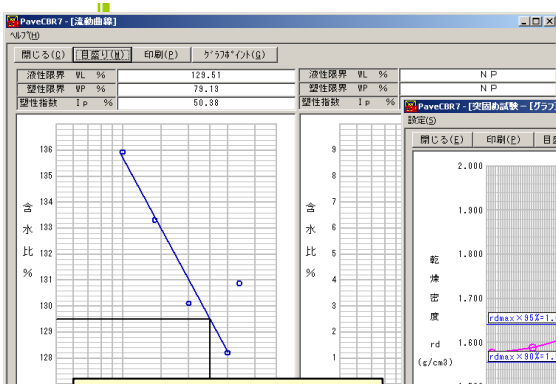 PaveCBR7 - [流動曲線]
ﾍﾙﾌﾟ(H)
閉じる(C) 目盛り(M) 印刷(P) ｸﾞﾗﾌﾎﾟｲﾝﾄ(G)
液性限界 WL % 129.51
塑性限界 WP % 79.13
塑性指数 Ip % 50.38
液性限界 WL % NP
塑性限界 WP % NP
塑性指数 Ip %
含水比%
136
135
134
133
132
131
130
129
128
含水比%
9
8
7
6
5
4
3
2
1
PaveCBR7 - [突固め試験 - [グラフ]
設定(S)
閉じる(E) 印刷(P)
乾燥密度
rd
(g/cm3)
2.000
1.900
1.800
1.700
rdmax×95%=1.
1.600
rdmax×90%=1.